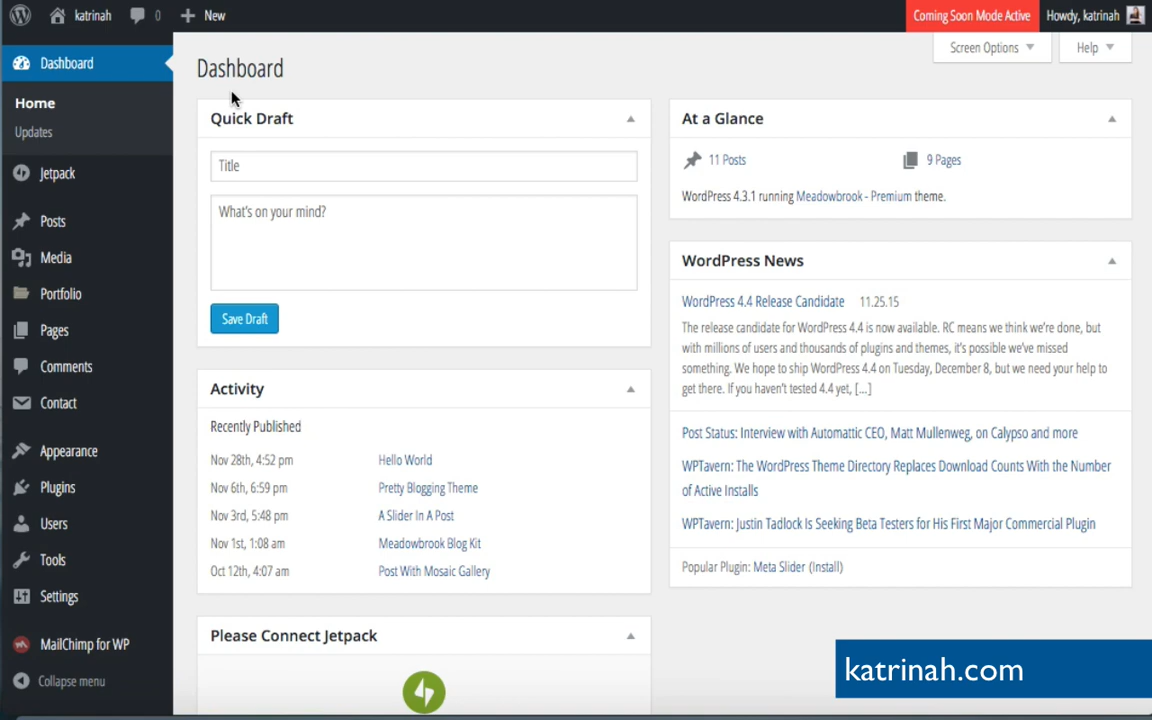 katrinah
0
New
Coming Soon Mode Active
Howdy, katrinah
Screen Options
Help
Dashboard
Home
Updates
Jetpack
Posts
Media
Portfolio
Pages
Comments
Contact
Appearance
Plugins
Users
Tools
Settings
MailChimp for WP
Collapse menu
Dashboard
Quick Draft
Title
What's on your mind?
Save Draft
Activity
Recently Published
Nov 28th, 4:52 pm Hello World
Nov 6th, 6:59 pm Pretty Blogging Theme
Nov 3rd, 5:48 pm A Slider In A Post
Nov 1st, 1:08 am Meadowbrook Blog Kit
Oct 12th, 4:07 am Post With Mosaic Gallery
Please Connect Jetpack
At a Glance
11 Posts 9 Pages
WordPress 4.3.1 running Meadowbrook - Premium theme.
WordPress News
WordPress 4.4 Release Candidate 11.25.15
The release candidate for WordPress 4.4 is now available. RC means we think we're done, but
with millions of users and thousands of plugins and themes, it's possible we've missed
something. We hope to ship WordPress 4.4 on Tuesday, December 8, but we need your help to
get there. If you haven't tested 4.4 yet, [...]
Post Status: Interview with Automattic CEO, Matt Mullenweg, on Calypso and more
WPTavern: The WordPress Theme Directory Replaces Download Counts With the Number
of Active Installs
WPTavern: Justin Tadlock Is Seeking Beta Testers for His First Major Commercial Plugin
Popular Plugin: Meta Slider (Install)
katrinah.com